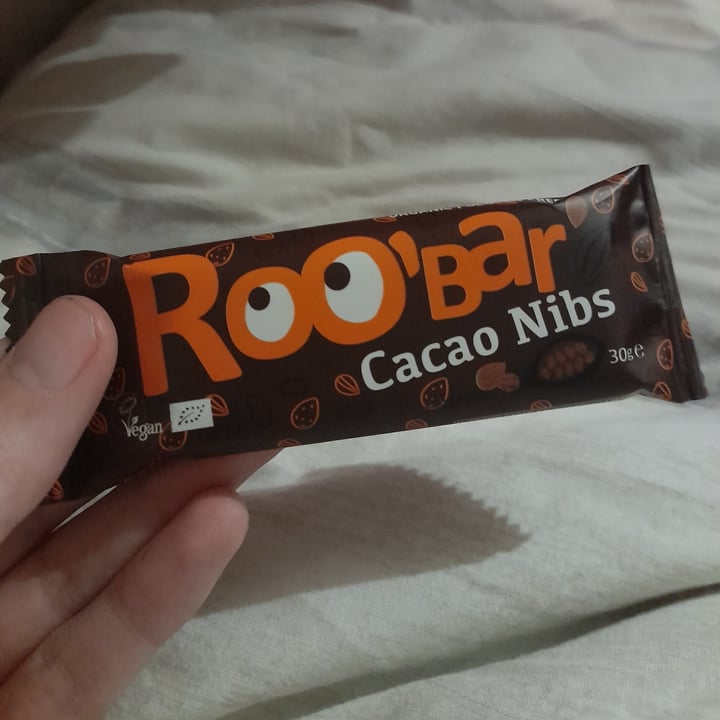 Roo'Bar
Cacao Nibs
30g e
Vegan